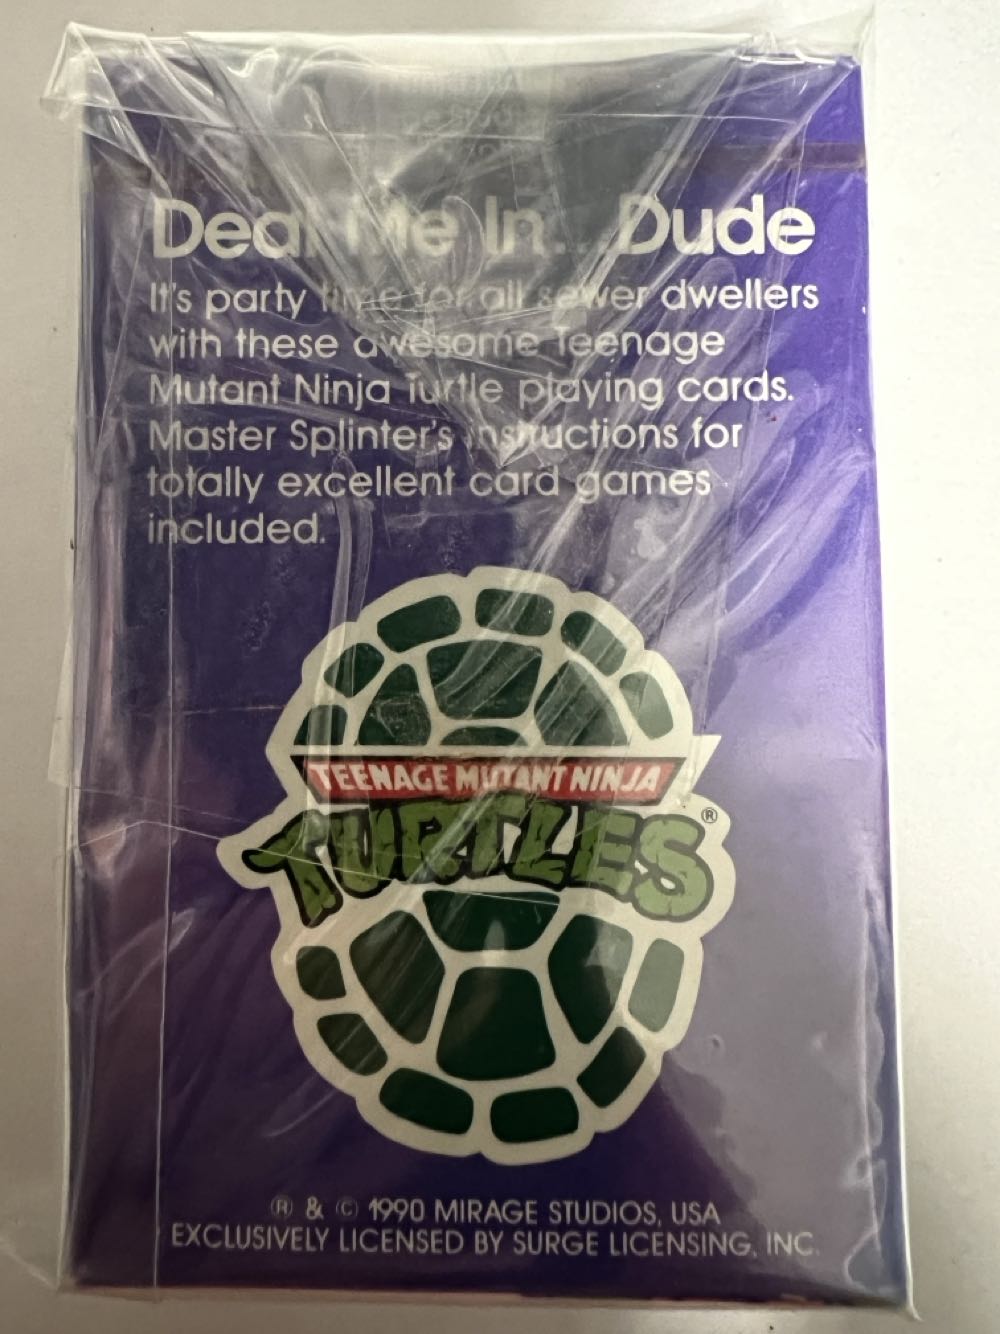 Deal Me In...Dude
It's party time for all sewer dwellers
with these awesome Teenage
Mutant Ninja Turtle playing cards.
Master Splinter's instructions for
totally excellent card games
included.
TEENAGE MUTANT NINJA
TURTLES®
® & © 1990 MIRAGE STUDIOS, USA
EXCLUSIVELY LICENSED BY SURGE LICENSING, INC.